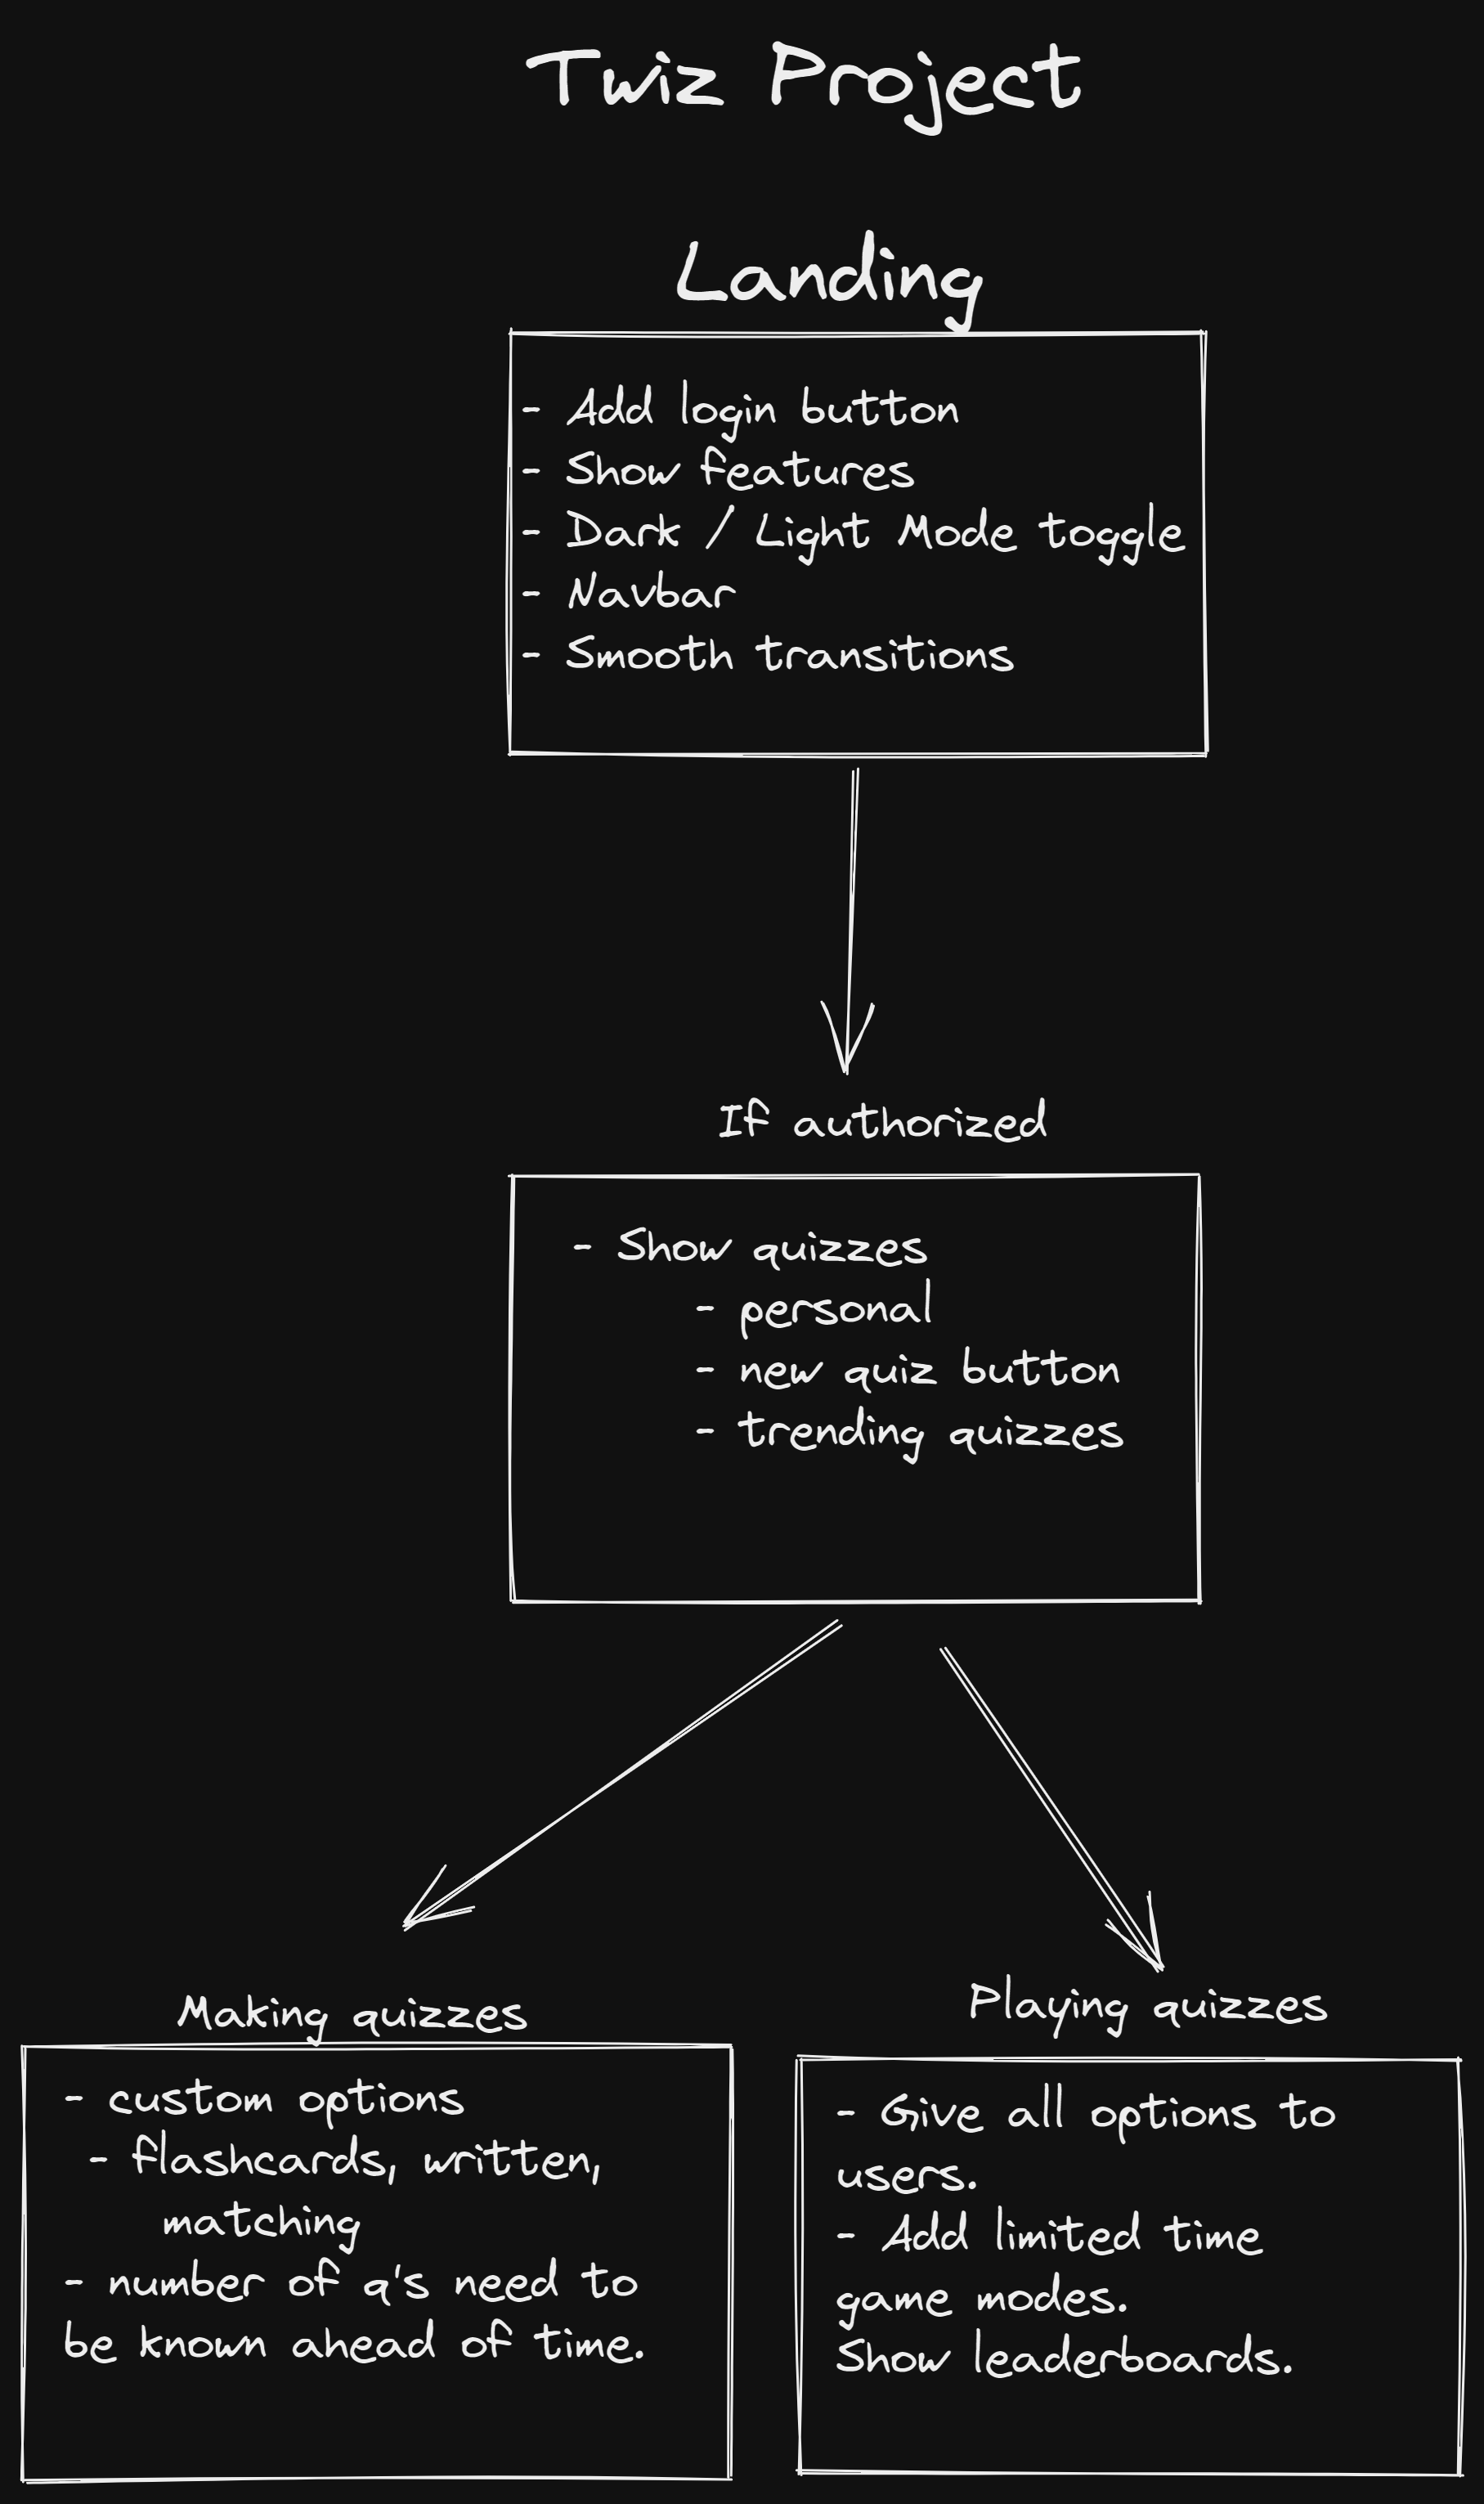 Twiz Project
Landing
- Add login button
- Show features
- Dark / Light Mode toggle
- Navbar
- Smooth transitions
If authorized
- Show quizzes
- personal
- new quiz button
- trending quizzes
Making quizzes
- custom options
- flashcards, written,
matching
- number of q's need to
be known ahead of time.
Playing quizzes
- Give all options to
users.
- Add limited time
game modes.
Show leaderboards.